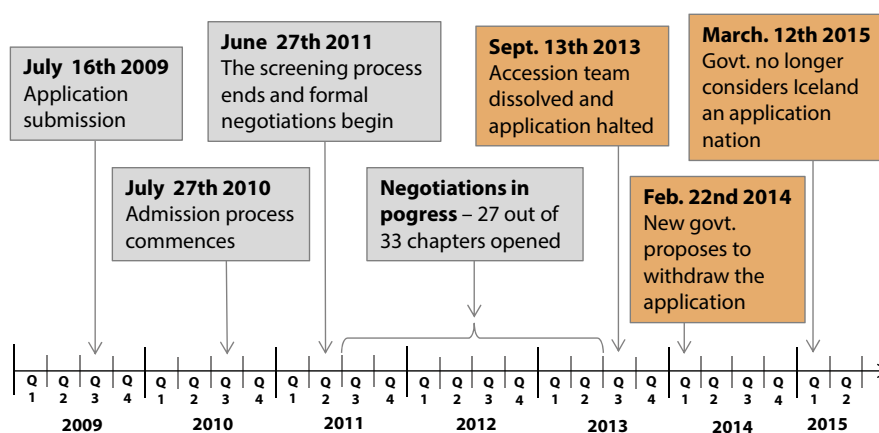 July 16th 2009
Application
submission
June 27th 2011
The screening process
ends and formal
negotiations begin
Sept. 13th 2013
Accession team
dissolved and
application halted
March. 12th 2015
Govt. no longer
considers Iceland
an application
nation
July 27th 2010
Admission process
commences
Negotiations in
pogress – 27 out of
33 chapters opened
Feb. 22nd 2014
New govt.
proposes to
withdraw the
application
Q Q Q Q Q Q Q Q Q Q Q Q Q Q Q Q Q Q Q Q Q Q Q Q Q Q
1 2 3 4 1 2 3 4 1 2 3 4 1 2 3 4 1 2 3 4 1 2 3 4 1 2
2009 2010 2011 2012 2013 2014 2015